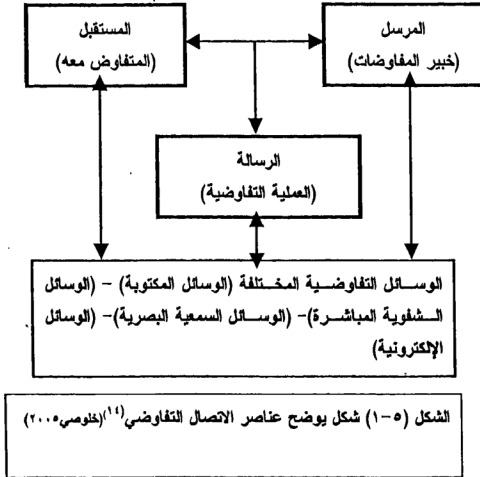 المرسل
(خبير المفاوضات)
المستقبل
(المتفاوض معه)
الرسالة
(العملية التفاوضية)
الوسائل التفاوضية المختلفة (الوسائل المكتوبة) – (الوسائل
الشفوية المباشرة)- (الوسائل السمعية البصرية)- (الوسائل
الإلكترونية)
الشكل (٥-١) شكل يوضح عناصر الاتصال التفاوضي(١٤)(خلوصي٢٠٠٥)